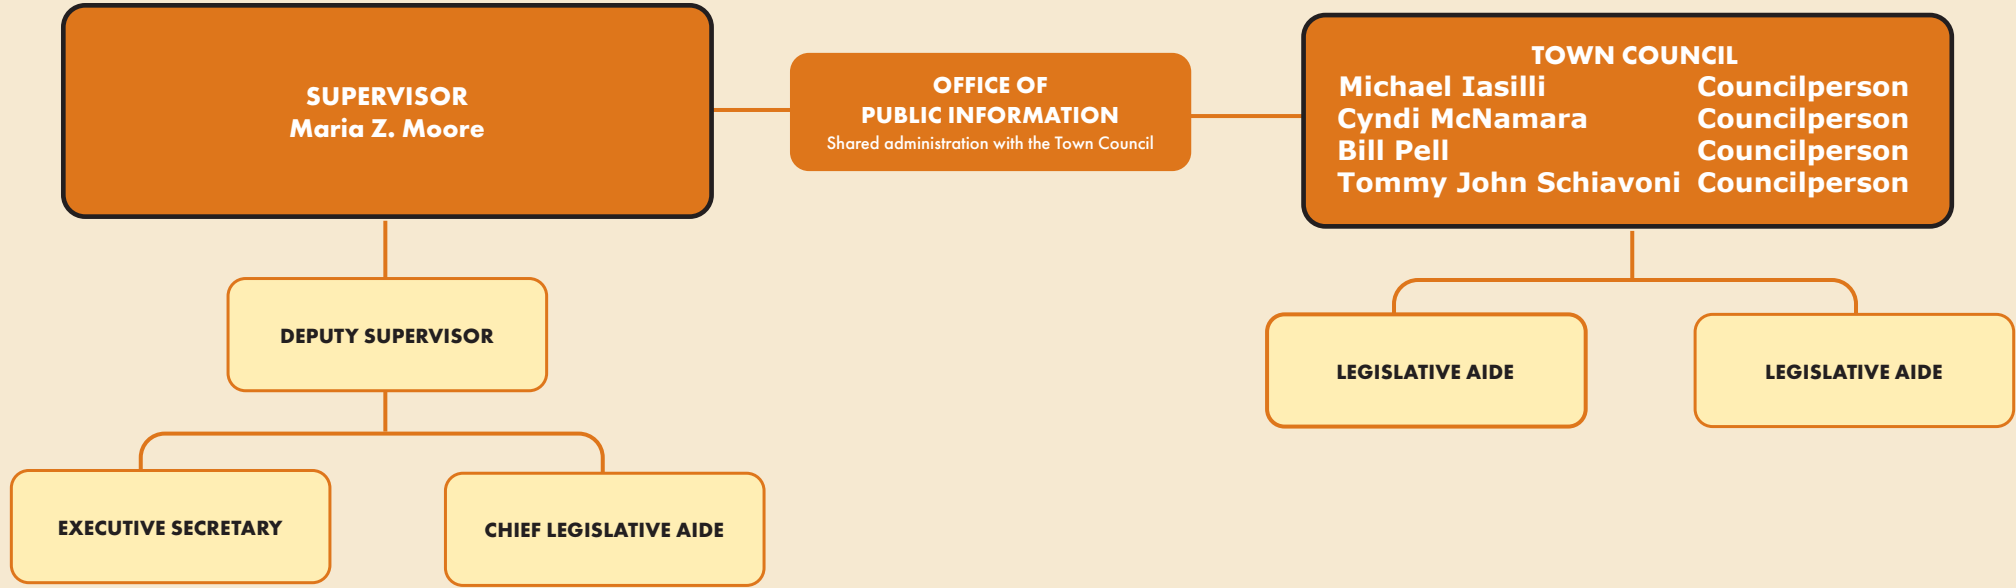 SUPERVISOR
Maria Z. Moore
OFFICE OF
PUBLIC INFORMATION
Shared administration with the Town Council
TOWN COUNCIL
Michael Iasilli Councilperson
Cyndi McNamara Councilperson
Bill Pell Councilperson
Tommy John Schiavoni Councilperson
DEPUTY SUPERVISOR
LEGISLATIVE AIDE
LEGISLATIVE AIDE
EXECUTIVE SECRETARY
CHIEF LEGISLATIVE AIDE